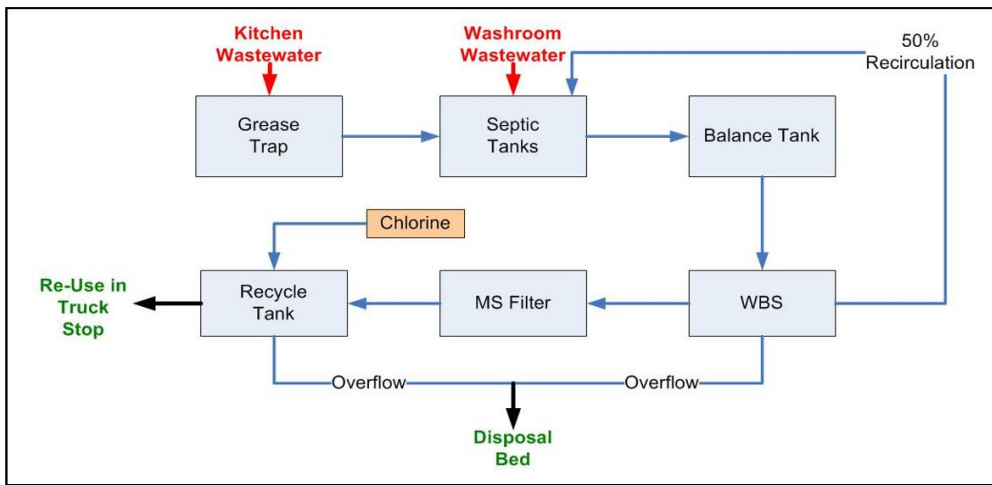 Kitchen
Wastewater
Washroom
Wastewater
50%
Recirculation
Grease
Trap
Septic
Tanks
Balance Tank
Chlorine
Re-Use in
Truck
Stop
Recycle
Tank
MS Filter
WBS
Overflow
Overflow
Disposal
Bed